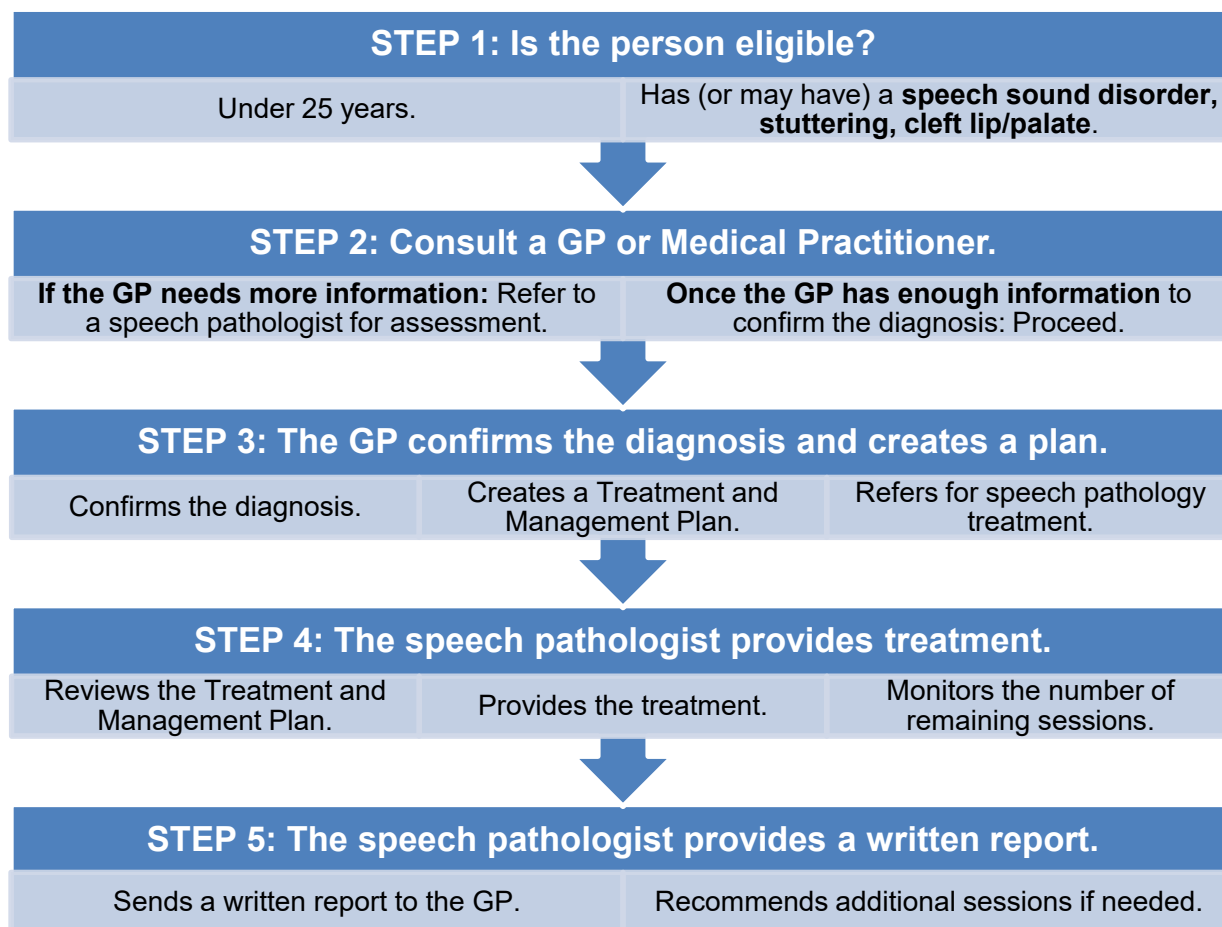 STEP 1: Is the person eligible?
Under 25 years.
Has (or may have) a speech sound disorder,
stuttering, cleft lip/palate.
STEP 2: Consult a GP or Medical Practitioner.
If the GP needs more information: Refer to
a speech pathologist for assessment.
Once the GP has enough information to
confirm the diagnosis: Proceed.
STEP 3: The GP confirms the diagnosis and creates a plan.
Confirms the diagnosis.
Creates a Treatment and
Management Plan.
Refers for speech pathology
treatment.
STEP 4: The speech pathologist provides treatment.
Reviews the Treatment and
Management Plan.
Provides the treatment.
Monitors the number of
remaining sessions.
STEP 5: The speech pathologist provides a written report.
Sends a written report to the GP.
Recommends additional sessions if needed.